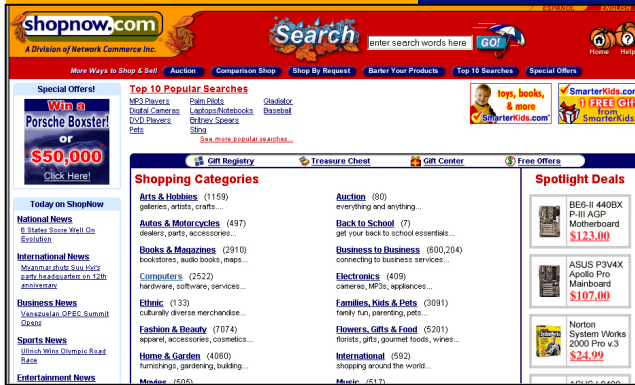 ESPAÑOL ENGLISH
shopnow.com
A Division of Network Commerce Inc.
Search
enter search words here
GO!
Home Help
More Ways to Shop & Sell
Auction
Comparison Shop
Shop By Request
Barter Your Products
Top 10 Searches
Special Offers
Special Offers!
Win a
Porsche Boxster!
or
$50,000
Click Here!
Top 10 Popular Searches
MP3 Players Palm Pilots Gladiator
Digital Cameras Laptops/Notebooks Baseball
DVD Players Britney Spears
Pets Sting
See more popular searches...
toys, books,
& more
SmarterKids.com
SmarterKids.com
1 FREE Gift
from
SmarterKids
Gift Registry
Treasure Chest
Gift Center
Free Offers
Today on ShopNow
National News
6 States Score Well On
Evolution
International News
Myanmar shuts Suu Kyi's
party headquarters on 12th
anniversary
Business News
Venezuelan OPEC Summit
Opens
Sports News
Ullrich Wins Olympic Road
Race
Entertainment News
Shopping Categories
Arts & Hobbies (1159)
galleries, artists, crafts....
Autos & Motorcycles (497)
dealers, parts, accessories...
Books & Magazines (2910)
bookstores, audio books, maps...
Computers (2522)
hardware, software, services...
Ethnic (133)
culturally diverse merchandise...
Fashion & Beauty (7074)
apparel, accessories, cosmetics...
Home & Garden (4060)
furnishings, gardening, building...
Movies (505)
Auction (80)
everything and anything...
Back to School (7)
get your back to school essentials...
Business to Business (600,204)
connecting to business services...
Electronics (409)
cameras, MP3s, appliances...
Families, Kids & Pets (3091)
family fun, parenting, pets...
Flowers, Gifts & Food (5201)
florists, gifts, gourmet foods, wines...
International (592)
shopping around the world...
Music (517)
Spotlight Deals
BE6-II 440BX
P-III AGP
Motherboard
$123.00
ASUS P3V4X
Apollo Pro
Mainboard
$107.00
Norton
System Works
2000 Pro v.3
$24.99